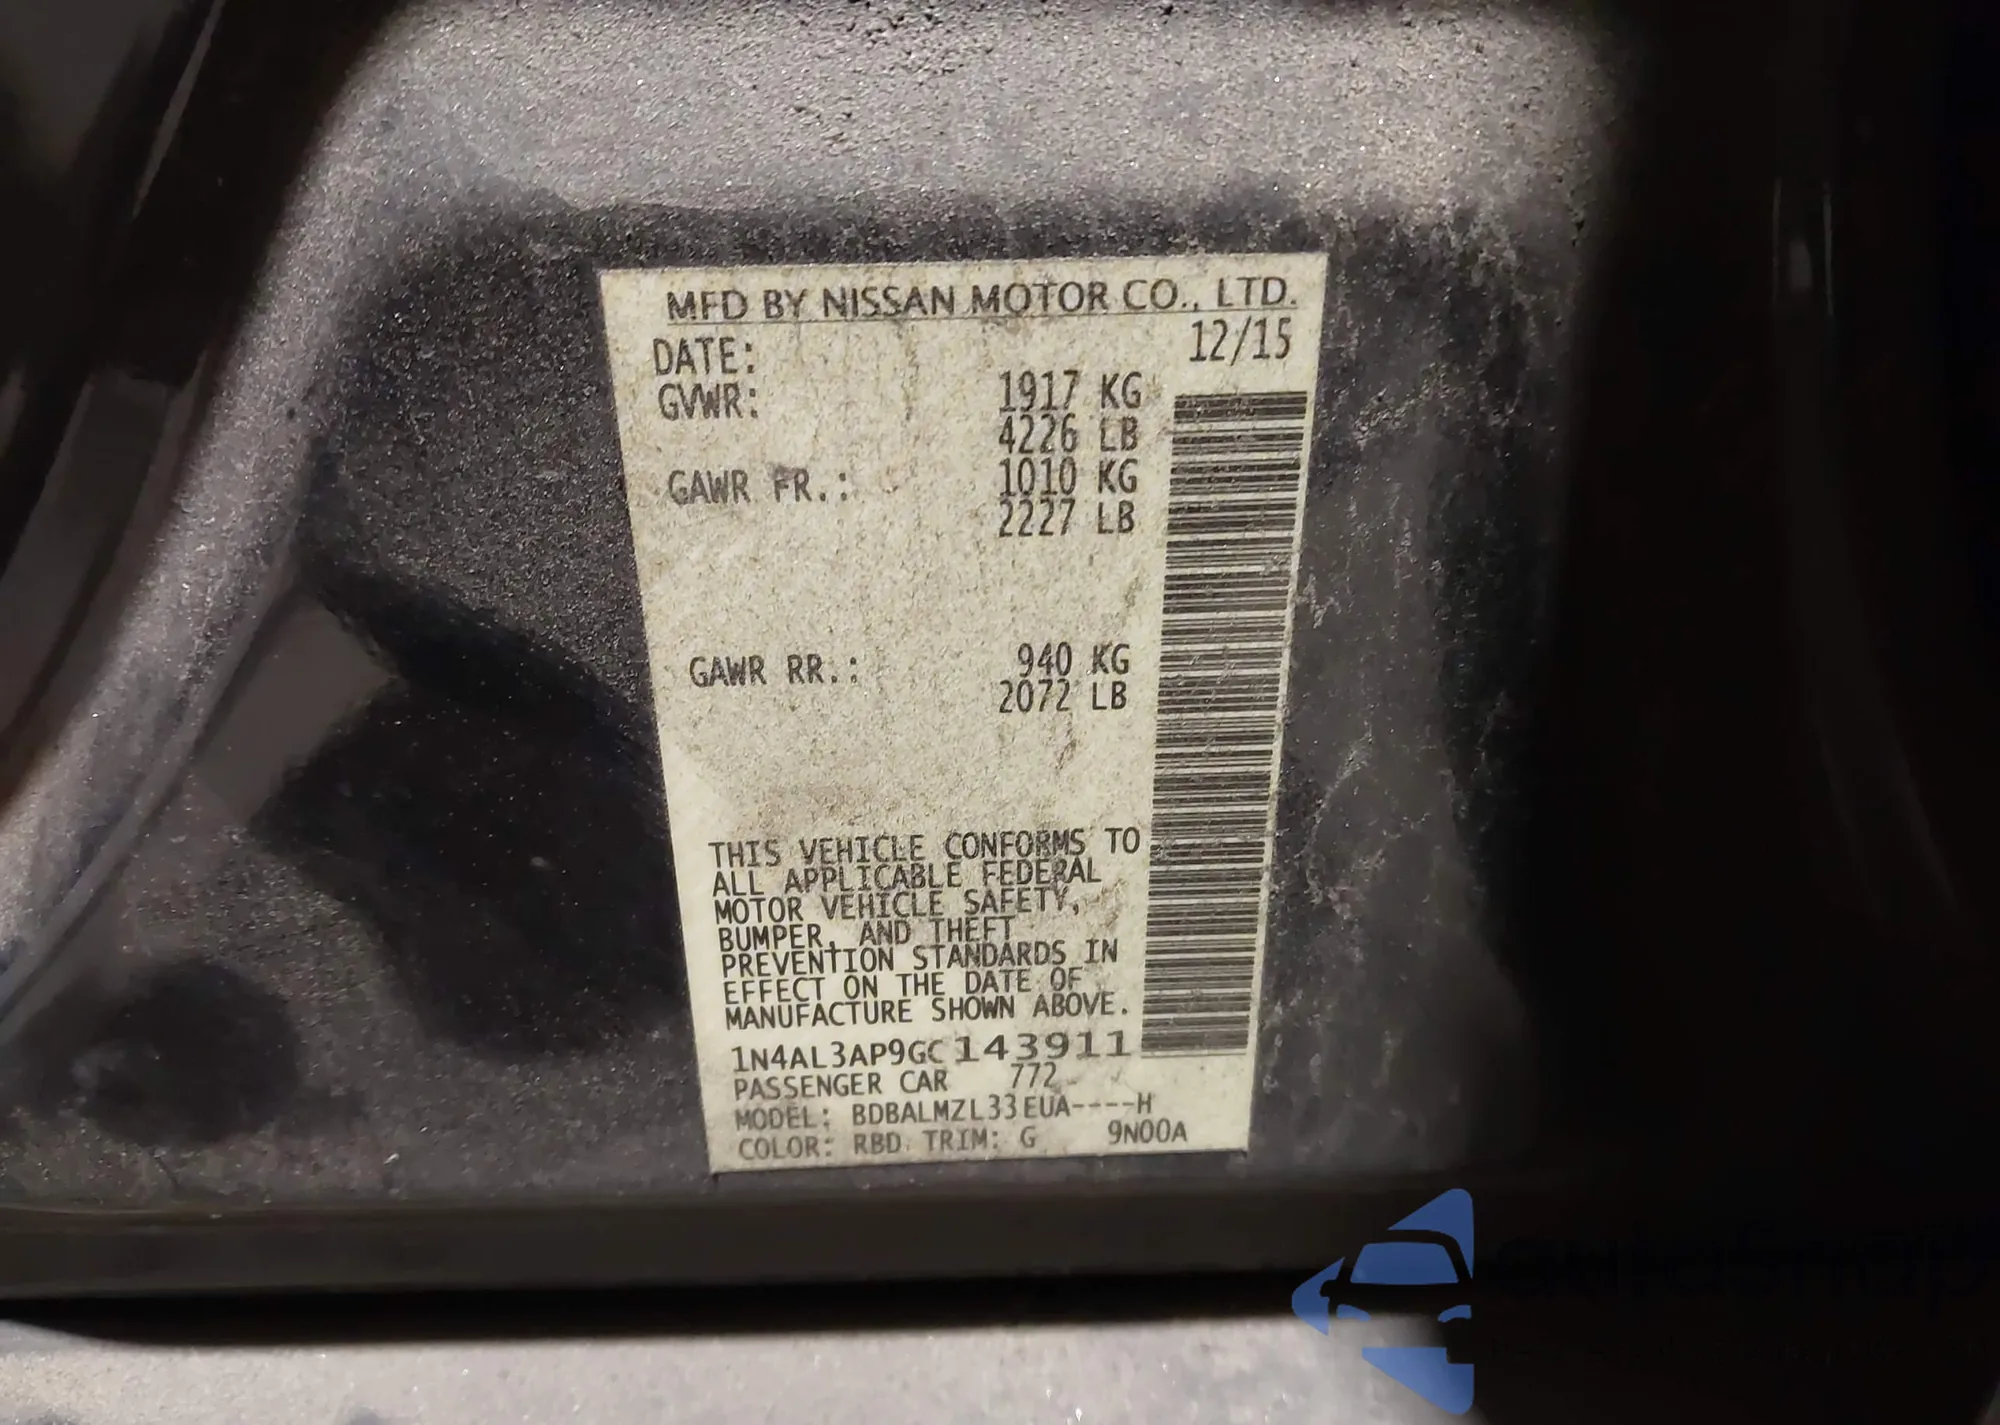 MFD BY NISSAN MOTOR CO., LTD.
DATE: 12/15
GVWR: 1917 KG
4226 LB
GAWR FR.: 1010 KG
2227 LB
GAWR RR.: 940 KG
2072 LB
THIS VEHICLE CONFORMS TO
ALL APPLICABLE FEDERAL
MOTOR VEHICLE SAFETY,
BUMPER, AND THEFT
PREVENTION STANDARDS IN
EFFECT ON THE DATE OF
MANUFACTURE SHOWN ABOVE.
1N4AL3AP9GC143911
PASSENGER CAR 772
MODEL: BDBALMZL33EUA----H
COLOR: RBD TRIM: G 9N00A